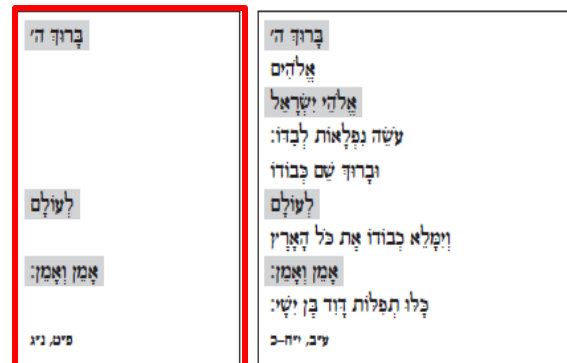 בָּרוּךְ ה׳
אֱלֹהִים
אֱלֹהֵי יִשְׂרָאֵל
עֹשֵׂה נִפְלָאוֹת לְבַדּוֹ:
וּבָרוּךְ שֵׁם כְּבוֹדוֹ
לְעוֹלָם
וְיִמָּלֵא כְבוֹדוֹ אֶת כֹּל הָאָרֶץ
אָמֵן וְאָמֵן:
כָּלּוּ תְפִלּוֹת דָּוִד בֶּן יִשָׁי:
ע״ב, י״ח–כ
בָּרוּךְ ה׳
לְעוֹלָם
אָמֵן וְאָמֵן:
פ״ט, נ״ג